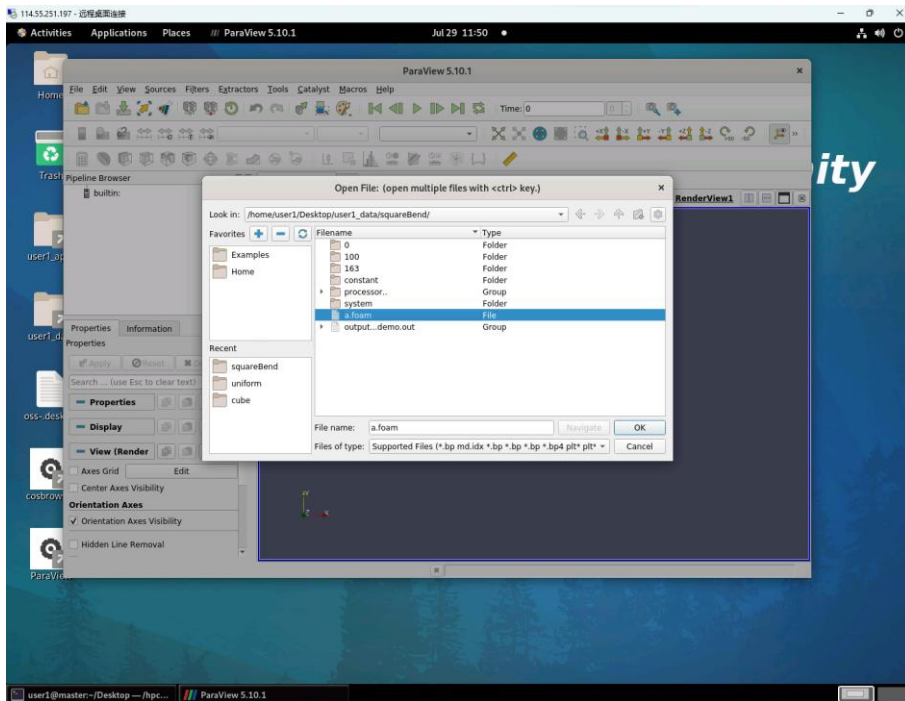 114.55.251.197 - 远程桌面连接
Activities Applications Places ParaView 5.10.1 Jul 29 11:50
ParaView 5.10.1
Home
File Edit View Sources Filters Extractors Tools Catalyst Macros Help
Time: 0
Trash
ity
Pipeline Browser
builtin:
RenderView1
Open File: (open multiple files with <ctrl> key.)
Look in: /home/user1/Desktop/user1_data/squareBend/
Favorites
Examples
Home
Filename Type
0 Folder
100 Folder
163 Folder
constant Folder
processor.. Group
system Folder
a.foam File
output...demo.out Group
Recent
squareBend
uniform
cube
File name: a.foam Navigate OK
Files of type: Supported Files (*.bp md.idx *.bp *.bp *.bp *.bp4 plt* plt* Cancel
user1_ap
user1_d
Properties Information
Properties
Apply Reset
Search ... (use Esc to clear text)
Properties
Display
View (Render
Axes Grid Edit
Center Axes Visibility
Orientation Axes
Orientation Axes Visibility
Hidden Line Removal
oss-.desk
cosbrow
ParaVie
user1@master:~/Desktop — /hpc... ParaView 5.10.1